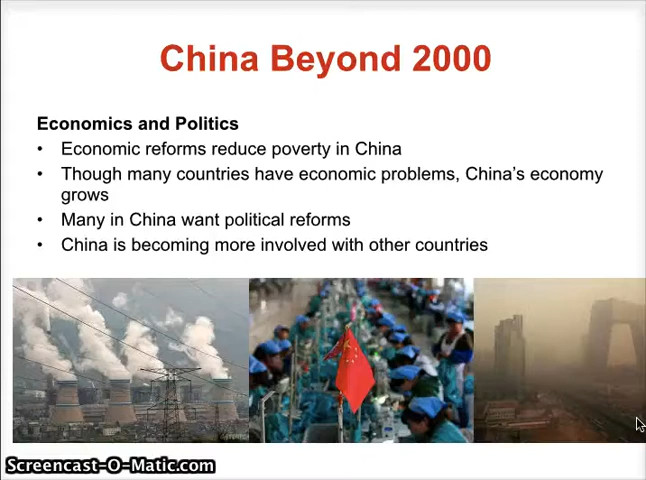 China Beyond 2000
Economics and Politics
• Economic reforms reduce poverty in China
• Though many countries have economic problems, China's economy
grows
• Many in China want political reforms
• China is becoming more involved with other countries
Screencast-O-Matic.com